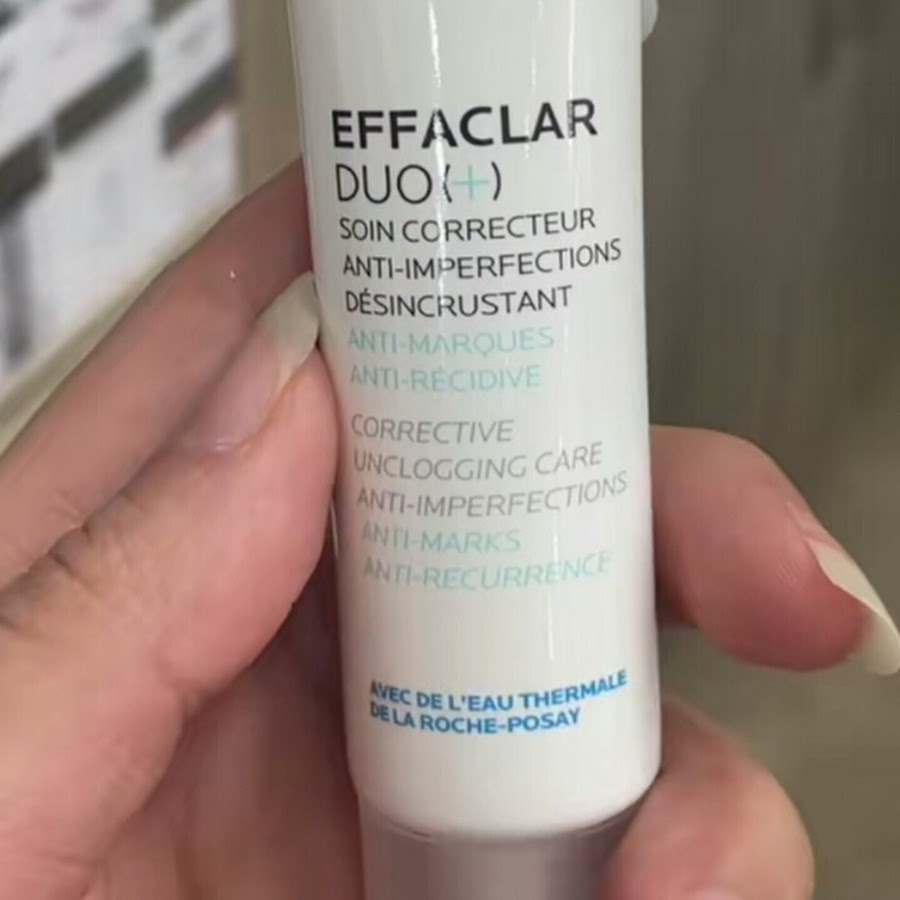 EFFACLAR
DUO(+)
SOIN CORRECTEUR
ANTI-IMPERFECTIONS
DÉSINCRUSTANT
ANTI-MARQUES
ANTI-RÉCIDIVE
CORRECTIVE
UNCLOGGING CARE
ANTI-IMPERFECTIONS
ANTI-MARKS
ANTI-RECURRENCE
AVEC DE L'EAU THERMALE
DE LA ROCHE-POSAY